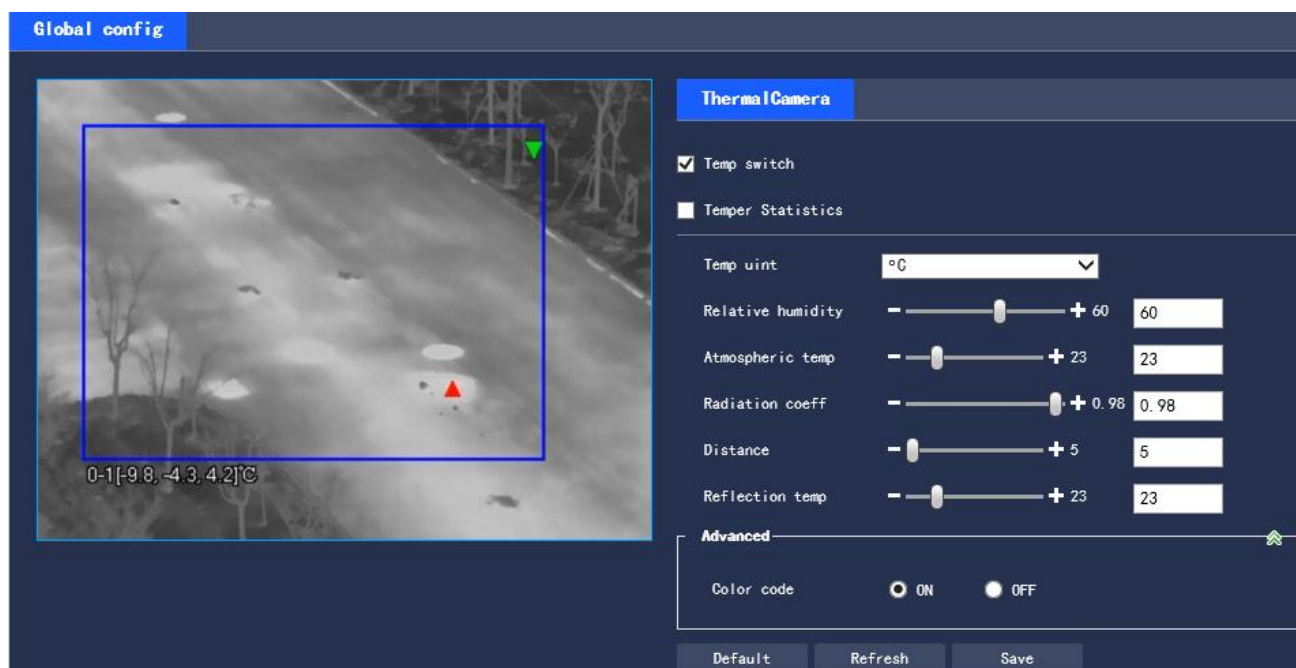 Global config
ThermalCamera
Temp switch
Temper Statistics
Temp uint °C
Relative humidity 60 60
Atmospheric temp 23 23
Radiation coeff 0.98 0.98
Distance 5 5
Reflection temp 23 23
Advanced
Color code ON OFF
Default Refresh Save
0-1[-9.8, -4.3, 4.2]°C